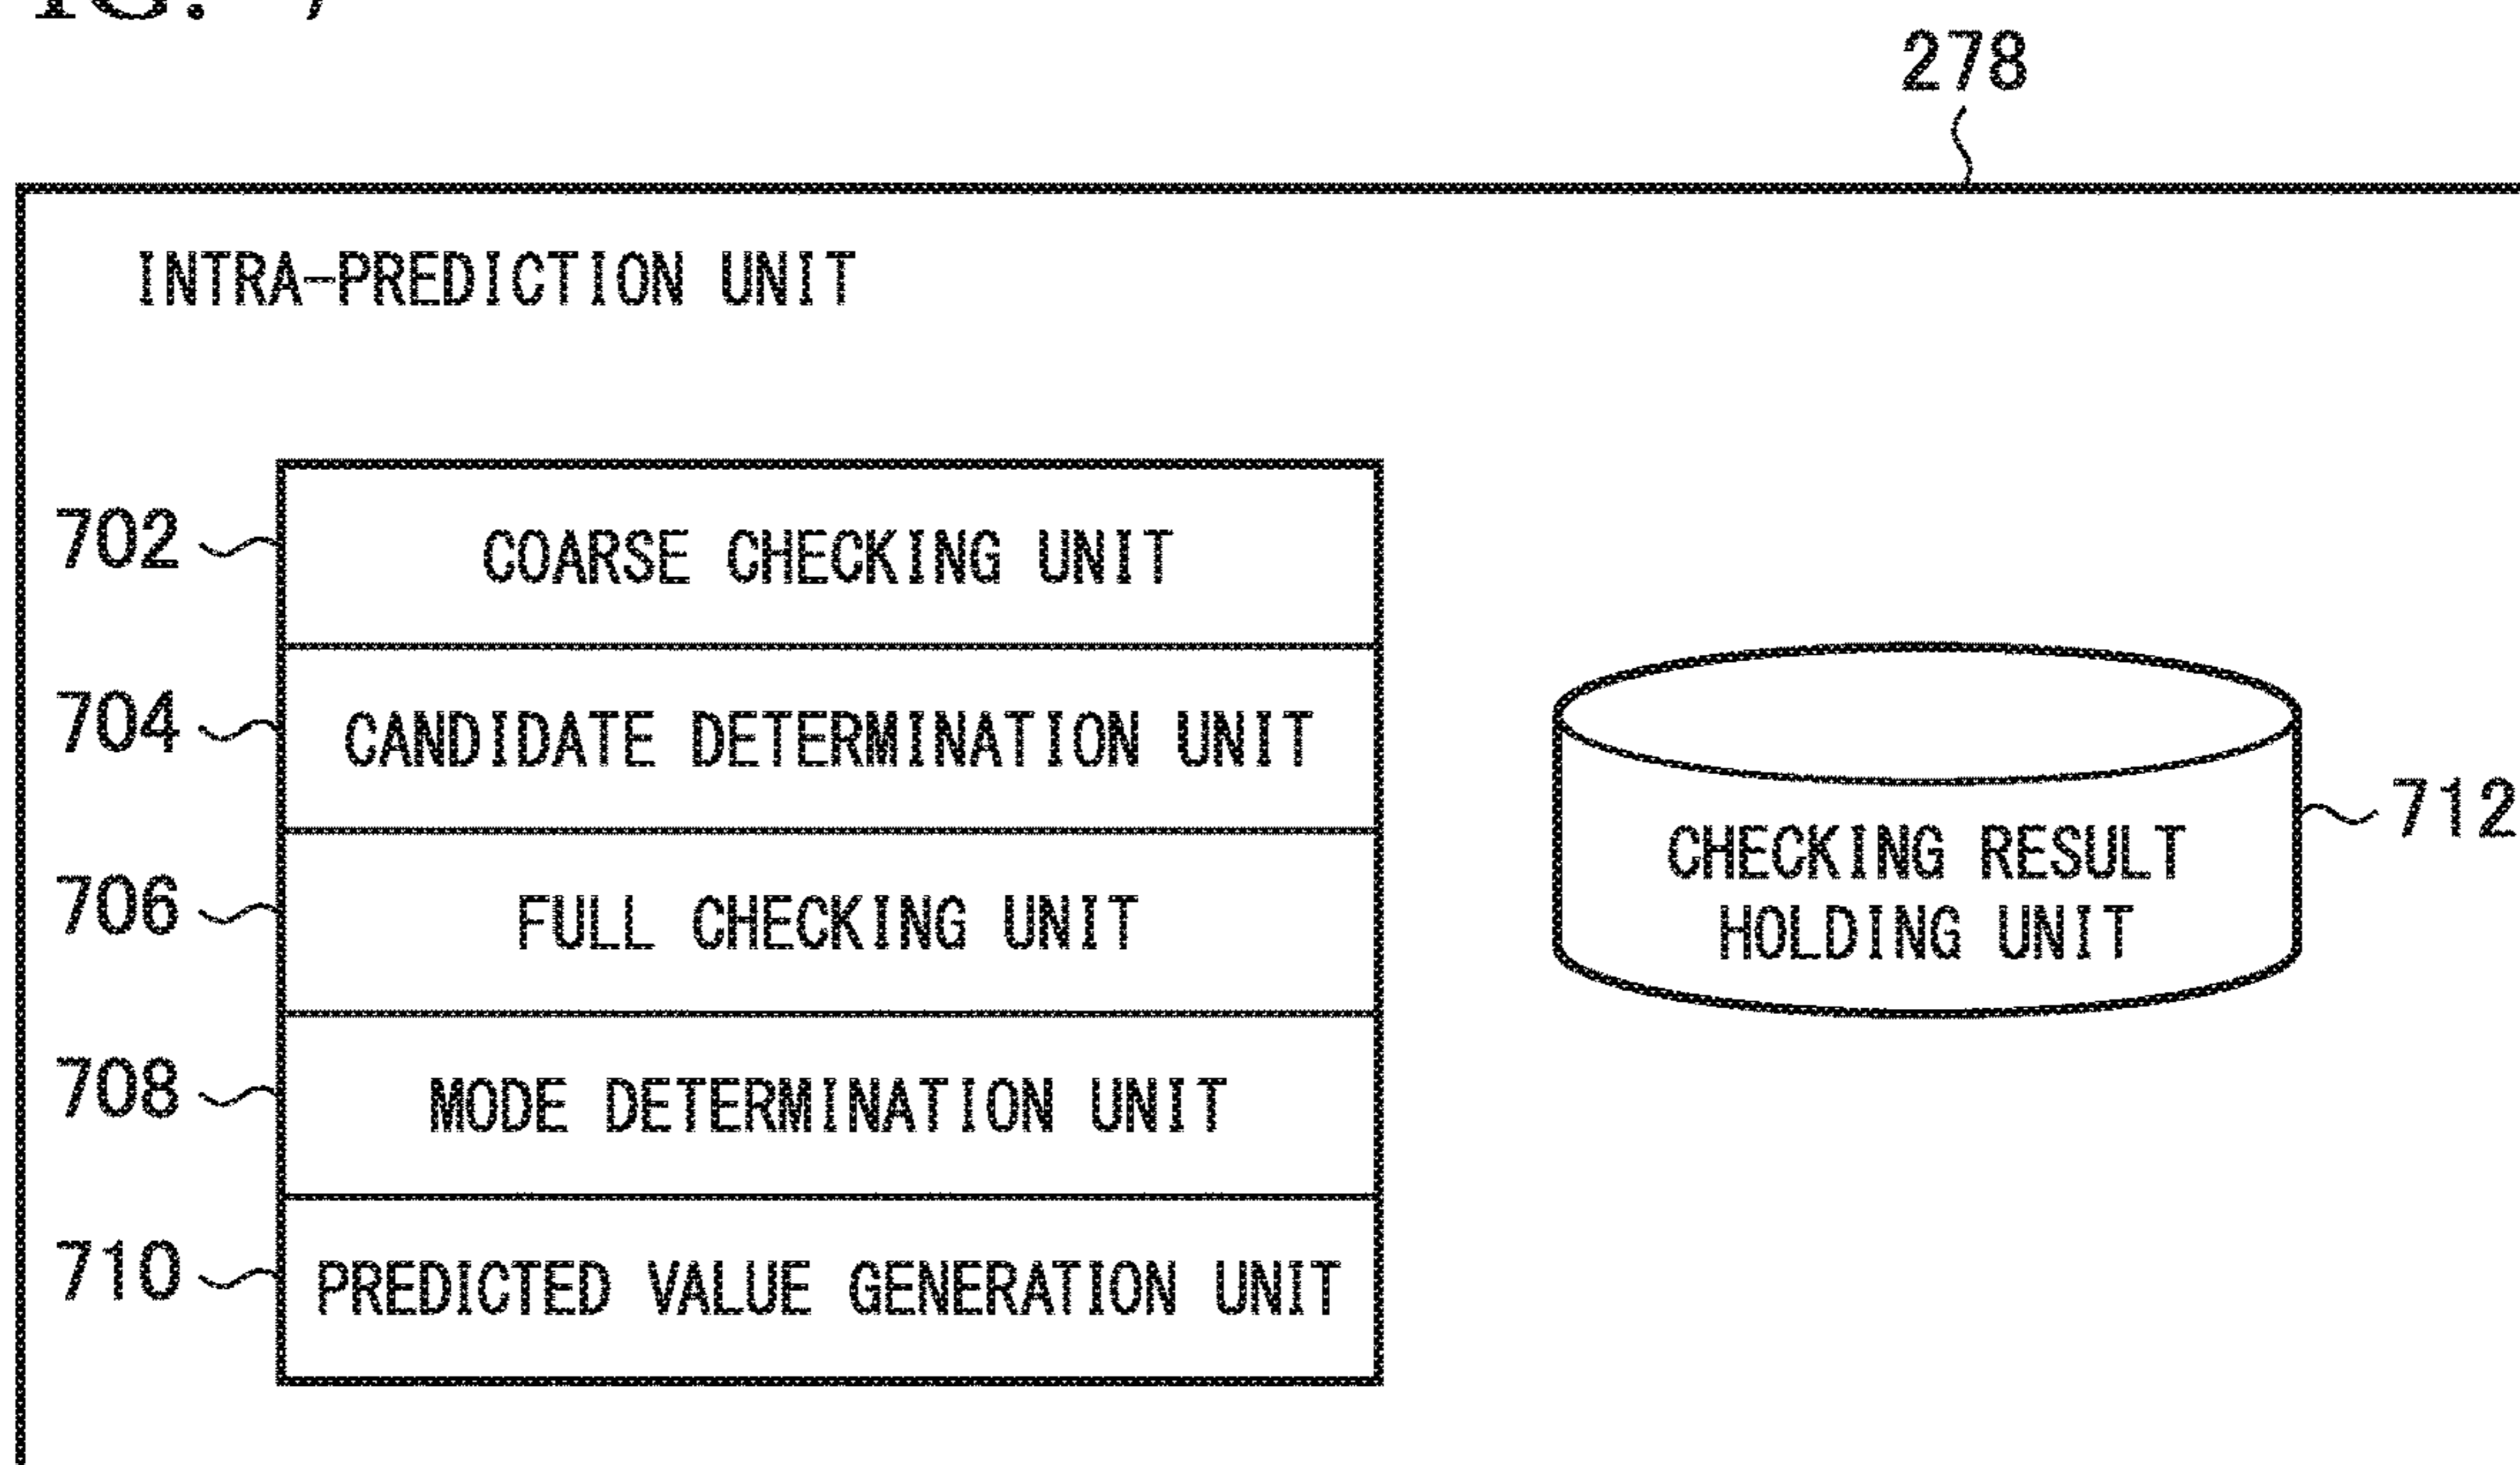 278
INTRA-PREDICTION UNIT
702
COARSE CHECKING UNIT
704
CANDIDATE DETERMINATION UNIT
706
FULL CHECKING UNIT
708
MODE DETERMINATION UNIT
710
PREDICTED VALUE GENERATION UNIT
CHECKING RESULT
HOLDING UNIT
712